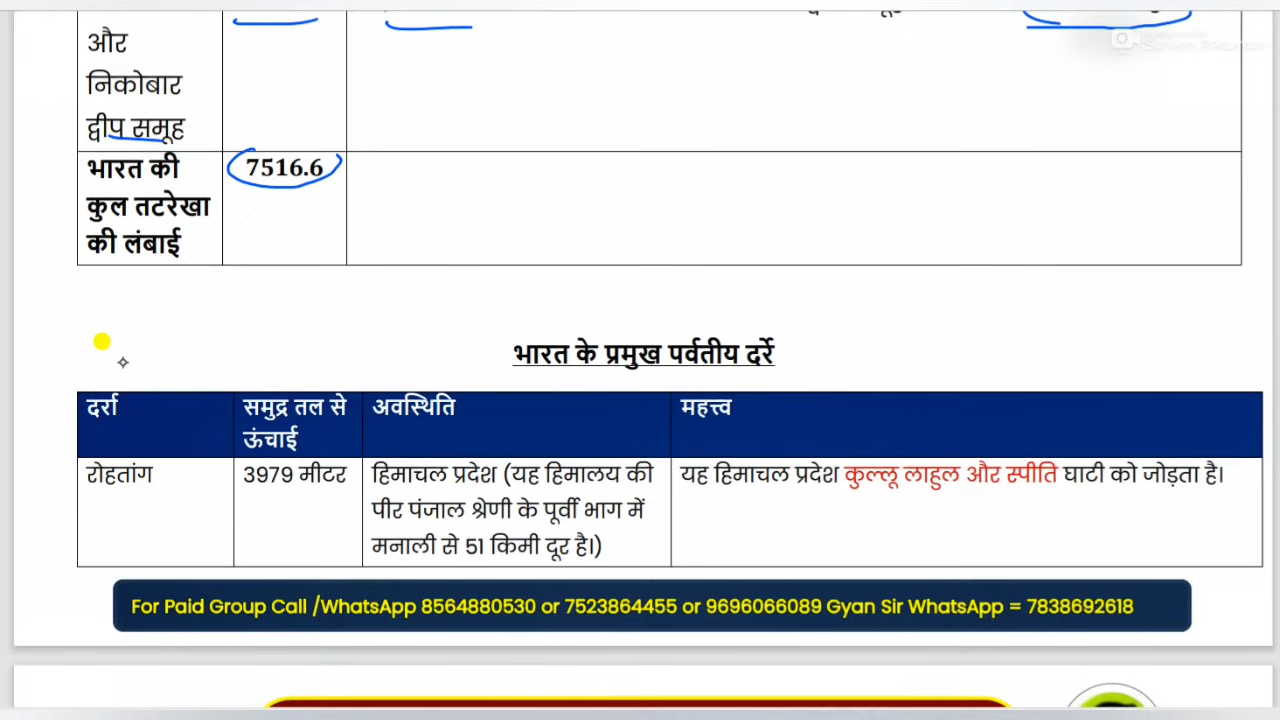 और
निकोबार
द्वीप समूह
भारत की 7516.6
कुल तटरेखा
की लंबाई
भारत के प्रमुख पर्वतीय दर्रे
दर्रा समुद्र तल से अवस्थिति महत्त्व
ऊंचाई
रोहतांग 3979 मीटर हिमाचल प्रदेश (यह हिमालय की यह हिमाचल प्रदेश कुल्लू लाहुल और स्पीति घाटी को जोड़ता है।
पीर पंजाल श्रेणी के पूर्वी भाग में
मनाली से 51 किमी दूर है।)
For Paid Group Call /WhatsApp 8564880530 or 7523864455 or 9696066089 Gyan Sir WhatsApp = 7838692618